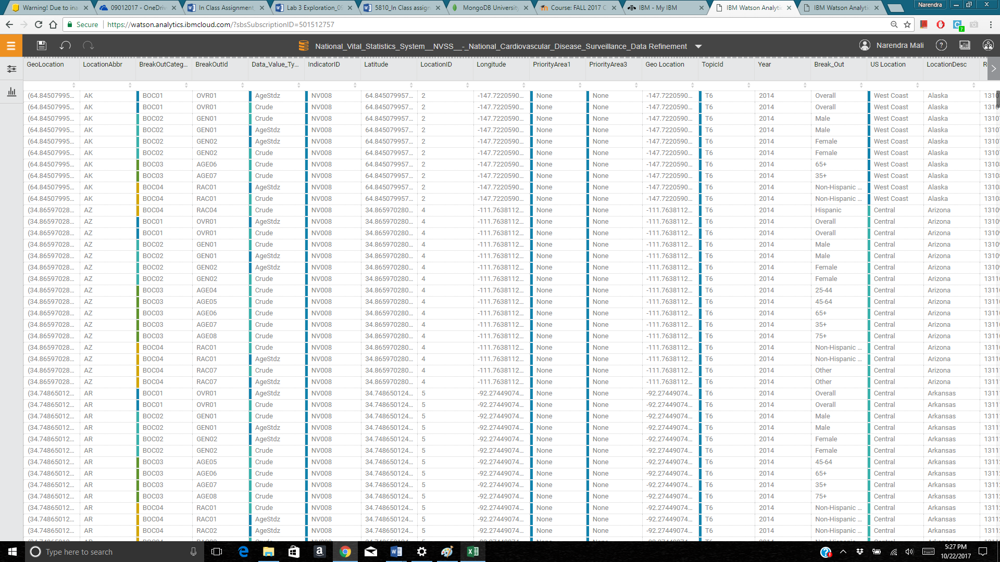 Warning! Due to ina
09012017 - OneDriv
In Class Assignment_
Lab 3 Exploration_09
5810_In Class assign
MongoDB University
Course: FALL 2017 C
IBM - My IBM
IBM Watson Analytic
IBM Watson Analytic
Narendra
Secure https://watson.analytics.ibmcloud.com/?sbsSubscriptionID=501512757
National_Vital_Statistics_System__NVSS__-_National_Cardiovascular_Disease_Surveillance_Data Refinement
Narendra Mali
GeoLocation LocationAbbr BreakOutCateg... BreakOutId Data_Value_Ty... IndicatorID Latitude LocationID Longitude PriorityArea1 PriorityArea3 Geo Location TopicId Year Break_Out US Location LocationDesc R
(64.84507995... AK BOC01 OVR01 AgeStdz NV008 64.845079957... 2 -147.7220590... None None -147.7220590... T6 2014 Overall West Coast Alaska 1310
(64.84507995... AK BOC01 OVR01 Crude NV008 64.845079957... 2 -147.7220590... None None -147.7220590... T6 2014 Overall West Coast Alaska 1310
(64.84507995... AK BOC02 GEN01 Crude NV008 64.845079957... 2 -147.7220590... None None -147.7220590... T6 2014 Male West Coast Alaska 1310
(64.84507995... AK BOC02 GEN01 AgeStdz NV008 64.845079957... 2 -147.7220590... None None -147.7220590... T6 2014 Male West Coast Alaska 1310
(64.84507995... AK BOC02 GEN02 AgeStdz NV008 64.845079957... 2 -147.7220590... None None -147.7220590... T6 2014 Female West Coast Alaska 1310
(64.84507995... AK BOC02 GEN02 Crude NV008 64.845079957... 2 -147.7220590... None None -147.7220590... T6 2014 Female West Coast Alaska 1310
(64.84507995... AK BOC03 AGE06 Crude NV008 64.845079957... 2 -147.7220590... None None -147.7220590... T6 2014 65+ West Coast Alaska 1310
(64.84507995... AK BOC03 AGE07 Crude NV008 64.845079957... 2 -147.7220590... None None -147.7220590... T6 2014 35+ West Coast Alaska 1310
(64.84507995... AK BOC04 RAC01 AgeStdz NV008 64.845079957... 2 -147.7220590... None None -147.7220590... T6 2014 Non-Hispanic ... West Coast Alaska 1310
(64.84507995... AK BOC04 RAC01 Crude NV008 64.845079957... 2 -147.7220590... None None -147.7220590... T6 2014 Non-Hispanic ... West Coast Alaska 1310
(34.86597028... AZ BOC04 RAC04 Crude NV008 34.865970280... 4 -111.7638112... None None -111.7638112... T6 2014 Hispanic Central Arizona 1310
(34.86597028... AZ BOC01 OVR01 AgeStdz NV008 34.865970280... 4 -111.7638112... None None -111.7638112... T6 2014 Overall Central Arizona 1310
(34.86597028... AZ BOC01 OVR01 Crude NV008 34.865970280... 4 -111.7638112... None None -111.7638112... T6 2014 Overall Central Arizona 1310
(34.86597028... AZ BOC02 GEN01 Crude NV008 34.865970280... 4 -111.7638112... None None -111.7638112... T6 2014 Male Central Arizona 1310
(34.86597028... AZ BOC02 GEN01 AgeStdz NV008 34.865970280... 4 -111.7638112... None None -111.7638112... T6 2014 Male Central Arizona 1310
(34.86597028... AZ BOC02 GEN02 AgeStdz NV008 34.865970280... 4 -111.7638112... None None -111.7638112... T6 2014 Female Central Arizona 1310
(34.86597028... AZ BOC02 GEN02 Crude NV008 34.865970280... 4 -111.7638112... None None -111.7638112... T6 2014 Female Central Arizona 1311
(34.86597028... AZ BOC03 AGE04 Crude NV008 34.865970280... 4 -111.7638112... None None -111.7638112... T6 2014 25-44 Central Arizona 1311
(34.86597028... AZ BOC03 AGE05 Crude NV008 34.865970280... 4 -111.7638112... None None -111.7638112... T6 2014 45-64 Central Arizona 1311
(34.86597028... AZ BOC03 AGE06 Crude NV008 34.865970280... 4 -111.7638112... None None -111.7638112... T6 2014 65+ Central Arizona 1311
(34.86597028... AZ BOC03 AGE07 Crude NV008 34.865970280... 4 -111.7638112... None None -111.7638112... T6 2014 35+ Central Arizona 1311
(34.86597028... AZ BOC03 AGE08 Crude NV008 34.865970280... 4 -111.7638112... None None -111.7638112... T6 2014 75+ Central Arizona 1311
(34.86597028... AZ BOC04 RAC01 Crude NV008 34.865970280... 4 -111.7638112... None None -111.7638112... T6 2014 Non-Hispanic ... Central Arizona 1311
(34.86597028... AZ BOC04 RAC01 AgeStdz NV008 34.865970280... 4 -111.7638112... None None -111.7638112... T6 2014 Non-Hispanic ... Central Arizona 1311
(34.86597028... AZ BOC04 RAC07 Crude NV008 34.865970280... 4 -111.7638112... None None -111.7638112... T6 2014 Other Central Arizona 1311
(34.86597028... AZ BOC04 RAC07 AgeStdz NV008 34.865970280... 4 -111.7638112... None None -111.7638112... T6 2014 Other Central Arizona 1311
(34.74865012... AR BOC01 OVR01 AgeStdz NV008 34.748650124... 5 -92.27449074... None None -92.27449074... T6 2014 Overall Central Arkansas 1311
(34.74865012... AR BOC01 OVR01 Crude NV008 34.748650124... 5 -92.27449074... None None -92.27449074... T6 2014 Overall Central Arkansas 1311
(34.74865012... AR BOC02 GEN01 Crude NV008 34.748650124... 5 -92.27449074... None None -92.27449074... T6 2014 Male Central Arkansas 1311
(34.74865012... AR BOC02 GEN01 AgeStdz NV008 34.748650124... 5 -92.27449074... None None -92.27449074... T6 2014 Male Central Arkansas 1311
(34.74865012... AR BOC02 GEN02 AgeStdz NV008 34.748650124... 5 -92.27449074... None None -92.27449074... T6 2014 Female Central Arkansas 1311
(34.74865012... AR BOC02 GEN02 Crude NV008 34.748650124... 5 -92.27449074... None None -92.27449074... T6 2014 Female Central Arkansas 1311
(34.74865012... AR BOC03 AGE05 Crude NV008 34.748650124... 5 -92.27449074... None None -92.27449074... T6 2014 45-64 Central Arkansas 1311
(34.74865012... AR BOC03 AGE06 Crude NV008 34.748650124... 5 -92.27449074... None None -92.27449074... T6 2014 65+ Central Arkansas 1311
(34.74865012... AR BOC03 AGE07 Crude NV008 34.748650124... 5 -92.27449074... None None -92.27449074... T6 2014 35+ Central Arkansas 1311
(34.74865012... AR BOC03 AGE08 Crude NV008 34.748650124... 5 -92.27449074... None None -92.27449074... T6 2014 75+ Central Arkansas 1311
(34.74865012... AR BOC04 RAC01 Crude NV008 34.748650124... 5 -92.27449074... None None -92.27449074... T6 2014 Non-Hispanic ... Central Arkansas 1311
(34.74865012... AR BOC04 RAC01 AgeStdz NV008 34.748650124... 5 -92.27449074... None None -92.27449074... T6 2014 Non-Hispanic ... Central Arkansas 1311
(34.74865012... AR BOC04 RAC02 AgeStdz NV008 34.748650124... 5 -92.27449074... None None -92.27449074... T6 2014 Non-Hispanic ... Central Arkansas 1311
Type here to search
5:27 PM
10/22/2017